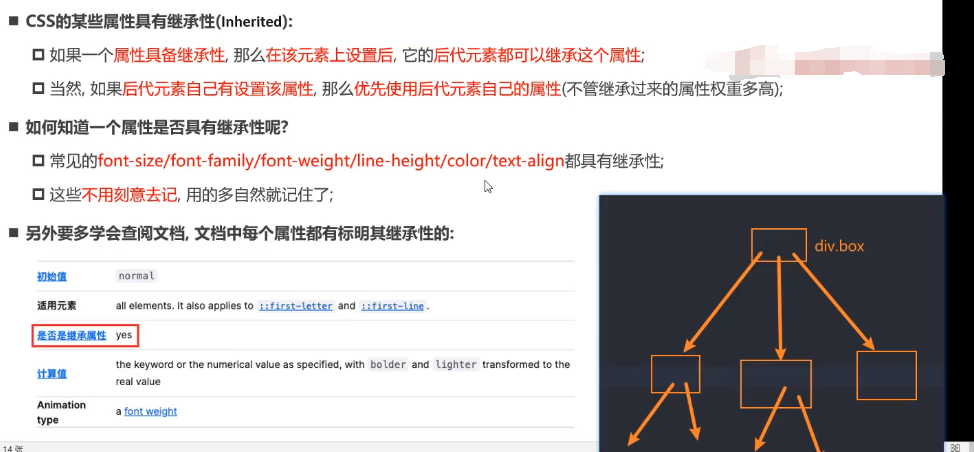 CSS的某些属性具有继承性(Inherited):
如果一个属性具备继承性, 那么在该元素上设置后, 它的后代元素都可以继承这个属性;
当然, 如果后代元素自己有设置该属性, 那么优先使用后代元素自己的属性(不管继承过来的属性权重多高);
如何知道一个属性是否具有继承性呢?
常见的font-size/font-family/font-weight/line-height/color/text-align都具有继承性;
这些不用刻意去记, 用的多自然就记住了;
另外要多学会查阅文档, 文档中每个属性都有标明其继承性的:
初始值 normal
适用元素 all elements. It also applies to ::first-letter and ::first-line.
是否是继承属性 yes
计算值 the keyword or the numerical value as specified, with bolder and lighter transformed to the
real value
Animation
type a font weight
div.box
14 张